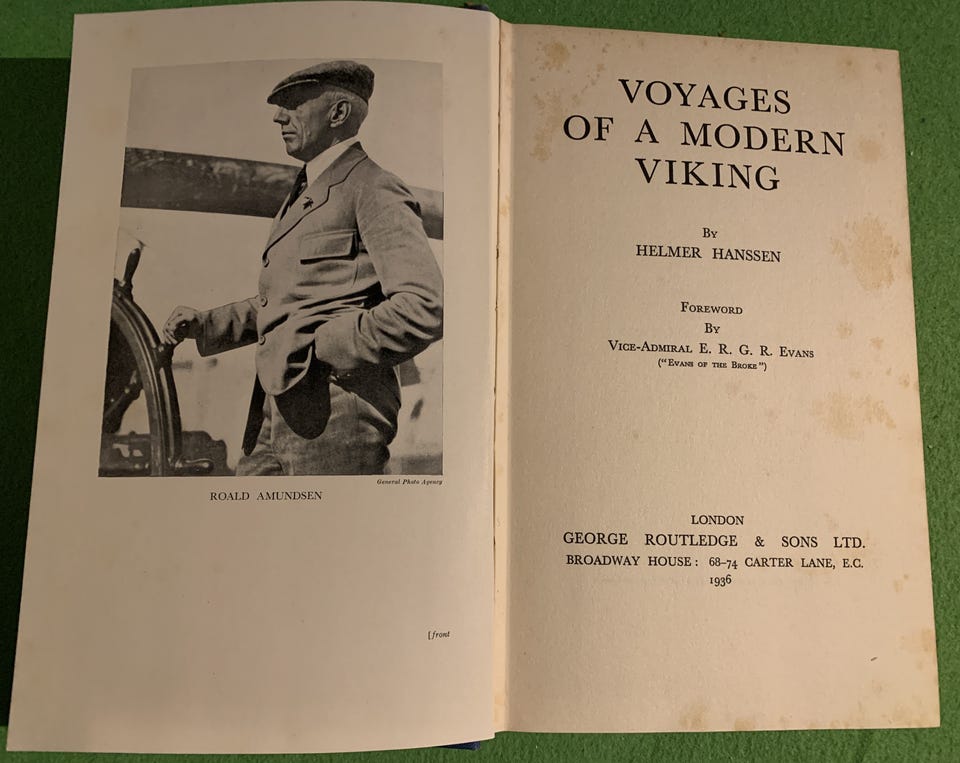 General Photo Agency
ROALD AMUNDSEN
[front
VOYAGES
OF A MODERN
VIKING
By
HELMER HANSSEN
Foreword
By
Vice-Admiral E. R. G. R. Evans
("Evans of the Broke")
LONDON
GEORGE ROUTLEDGE & SONS LTD.
BROADWAY HOUSE: 68–74 CARTER LANE, E.C.
1936